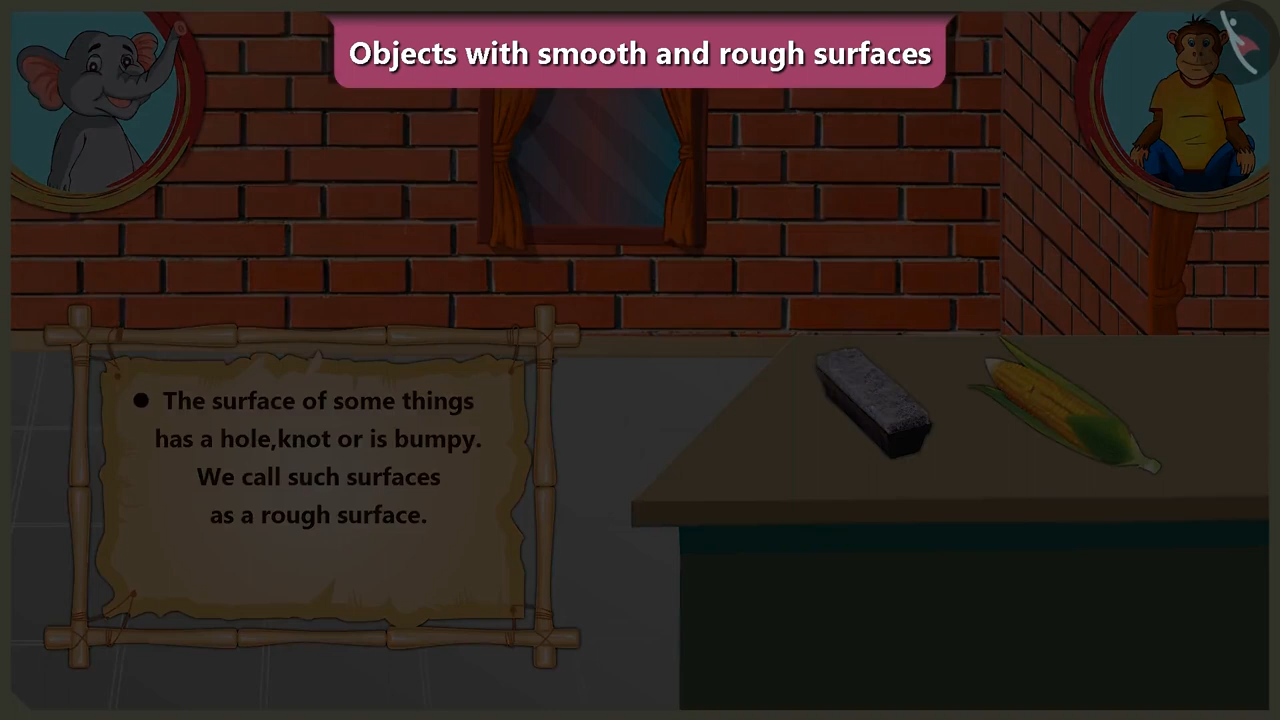 Objects with smooth and rough surfaces
● The surface of some things
has a hole,knot or is bumpy.
We call such surfaces
as a rough surface.